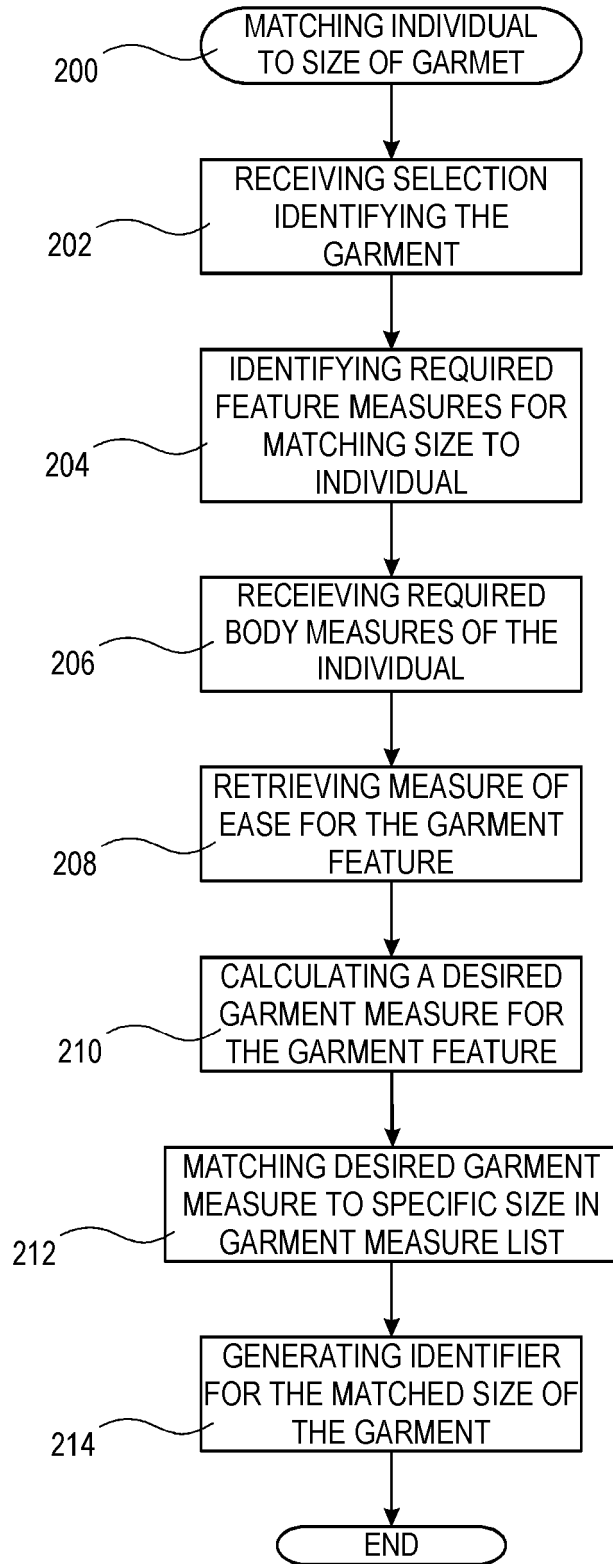 MATCHING INDIVIDUAL
TO SIZE OF GARMET
200
RECEIVING SELECTION
IDENTIFYING THE
GARMENT
202
IDENTIFYING REQUIRED
FEATURE MEASURES FOR
MATCHING SIZE TO
INDIVIDUAL
204
RECEIEVING REQUIRED
BODY MEASURES OF THE
INDIVIDUAL
206
RETRIEVING MEASURE OF
EASE FOR THE GARMENT
FEATURE
208
CALCULATING A DESIRED
GARMENT MEASURE FOR
THE GARMENT FEATURE
210
MATCHING DESIRED GARMENT
MEASURE TO SPECIFIC SIZE IN
GARMENT MEASURE LIST
212
GENERATING IDENTIFIER
FOR THE MATCHED SIZE OF
THE GARMENT
214
END